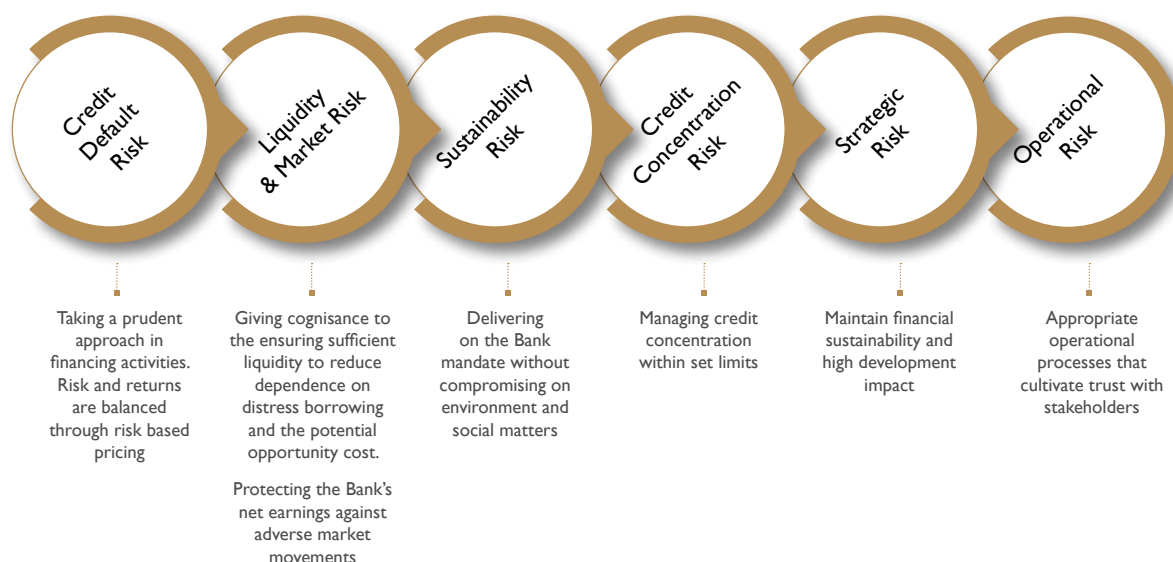 Credit
Default
Risk
Liquidity
& Market Risk
Sustainability
Risk
Credit
Concentration
Risk
Strategic
Risk
Operational
Risk
Taking a prudent
approach in
financing activities.
Risk and returns
are balanced
through risk based
pricing
Giving cognisance to
the ensuring sufficient
liquidity to reduce
dependence on
distress borrowing
and the potential
opportunity cost.
Protecting the Bank's
net earnings against
adverse market
movements
Delivering
on the Bank
mandate without
compromising on
environment and
social matters
Managing credit
concentration
within set limits
Maintain financial
sustainability and
high development
impact
Appropriate
operational
processes that
cultivate trust with
stakeholders